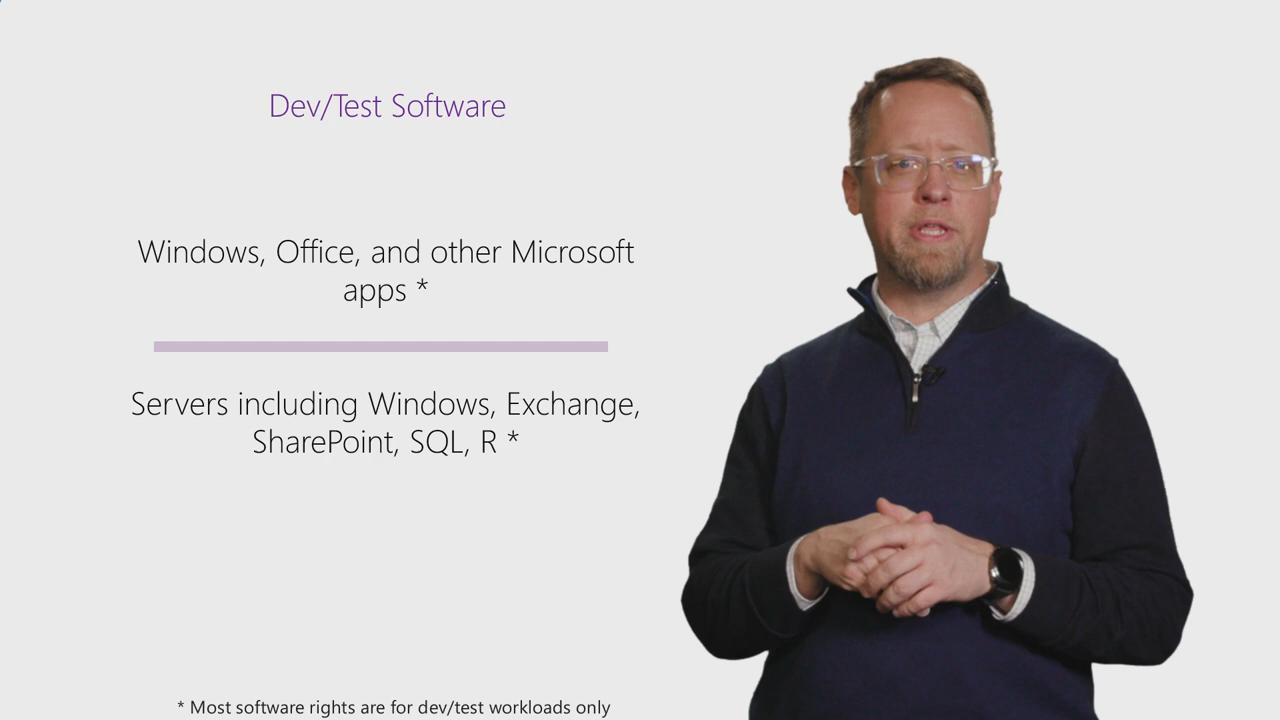 Dev/Test Software
Windows, Office, and other Microsoft
apps *
Servers including Windows, Exchange,
SharePoint, SQL, R *
* Most software rights are for dev/test workloads only